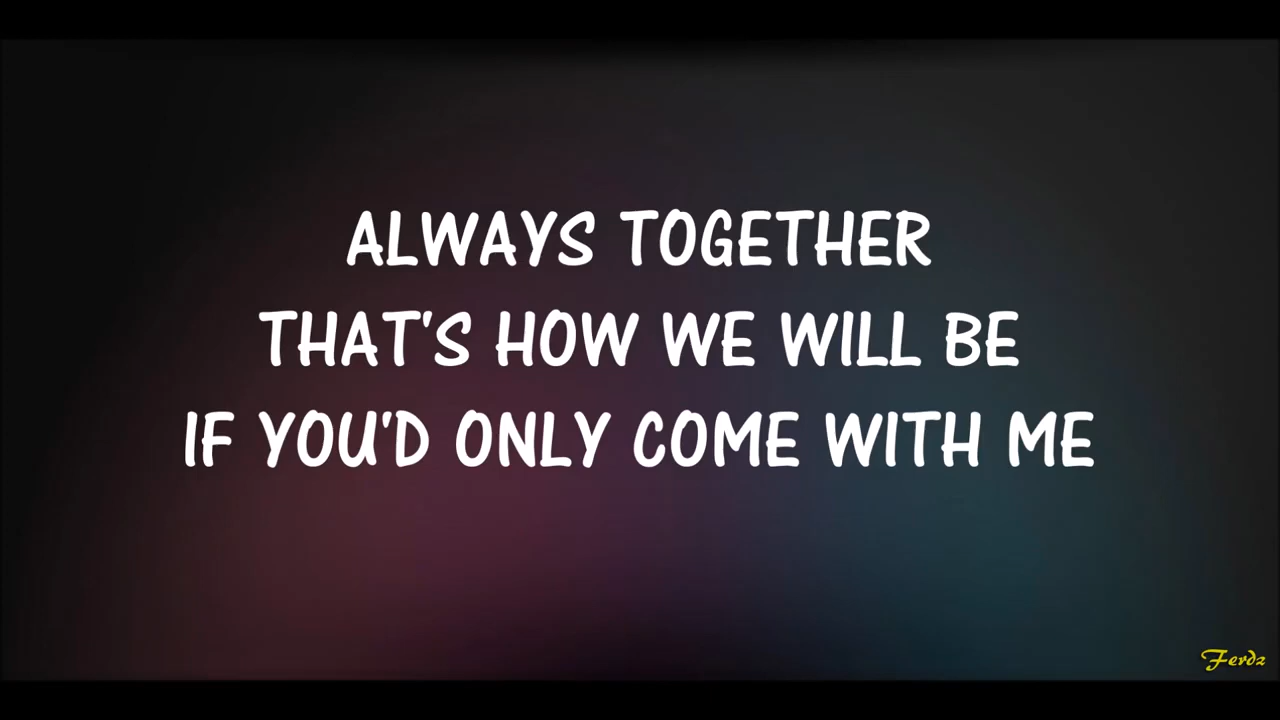 ALWAYS TOGETHER
THAT'S HOW WE WILL BE
IF YOU'D ONLY COME WITH ME
Ferdz